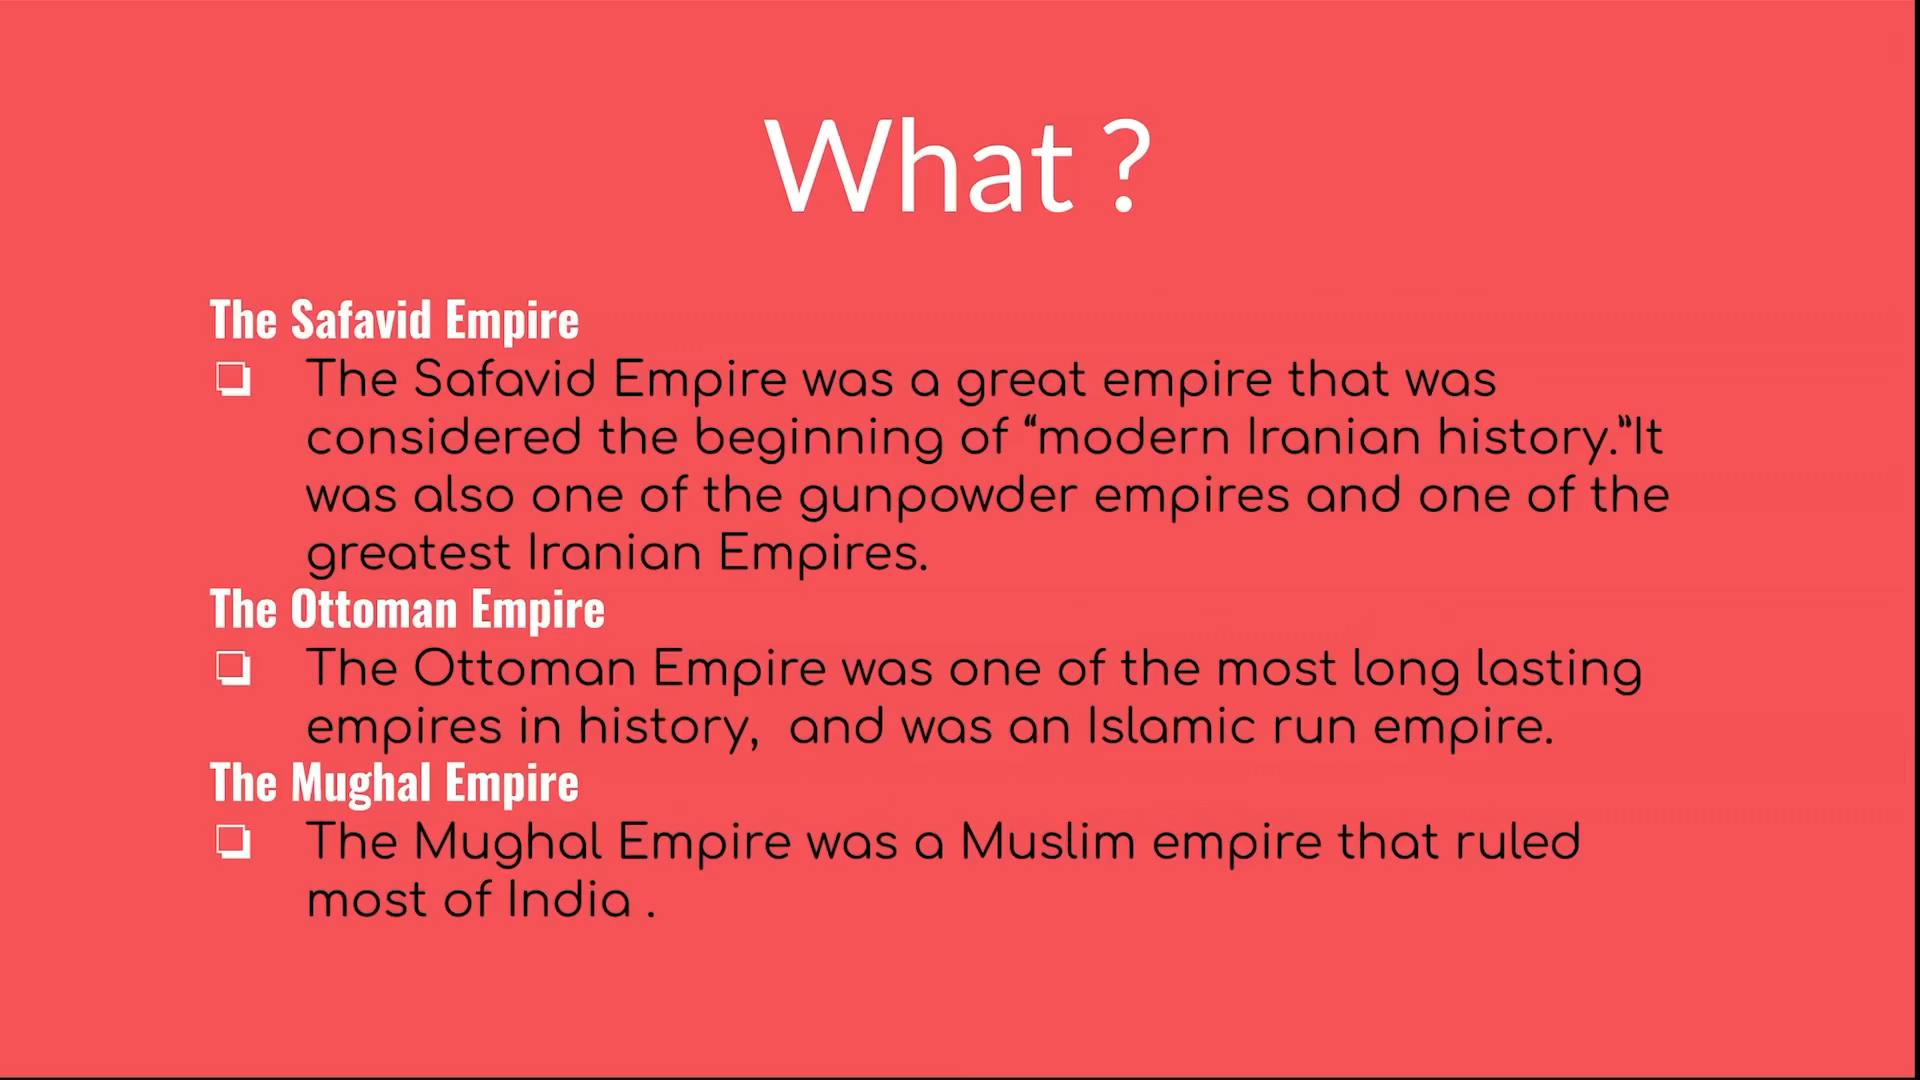 What ?
The Safavid Empire
❏ The Safavid Empire was a great empire that was
considered the beginning of “modern Iranian history.”It
was also one of the gunpowder empires and one of the
greatest Iranian Empires.
The Ottoman Empire
❏ The Ottoman Empire was one of the most long lasting
empires in history,  and was an Islamic run empire.
The Mughal Empire
❏ The Mughal Empire was a Muslim empire that ruled
most of India .